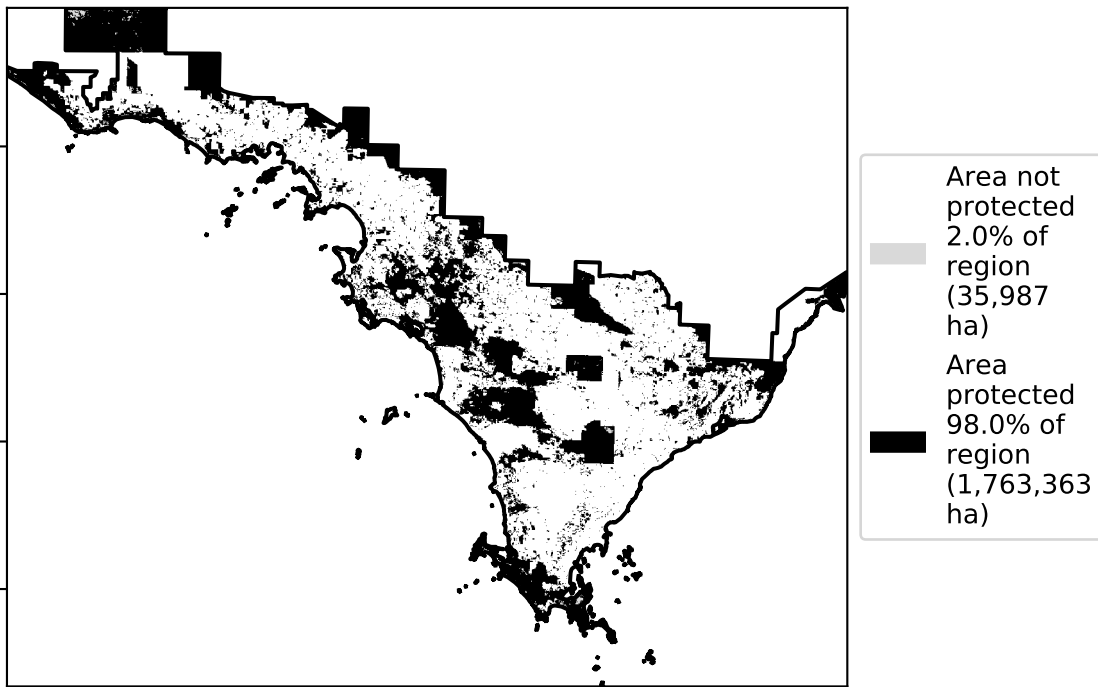 Area not
protected
2.0% of
region
(35,987
ha)
Area
protected
98.0% of
region
(1,763,363
ha)